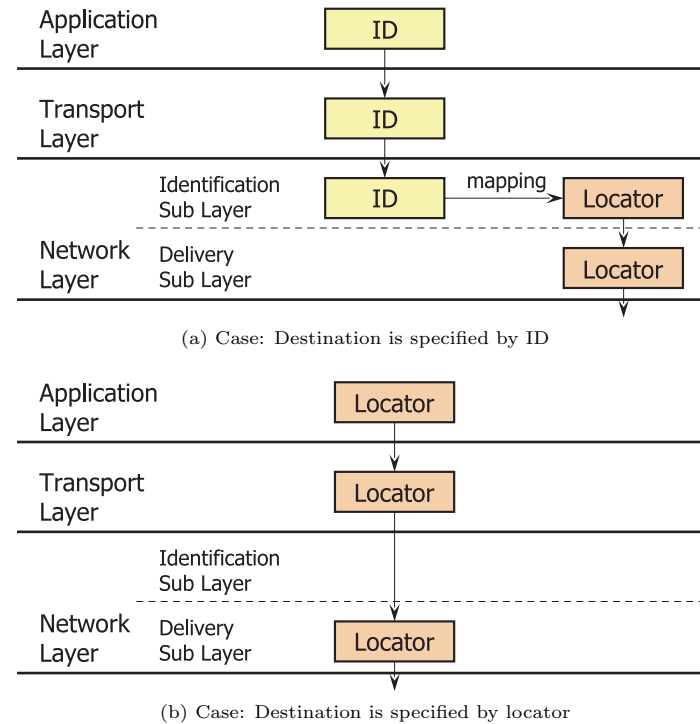 Application
Layer
ID
Transport
Layer
ID
Identification
Sub Layer
ID
mapping
Locator
Network
Layer
Delivery
Sub Layer
Locator
(a) Case: Destination is specified by ID
Application
Layer
Locator
Transport
Layer
Locator
Identification
Sub Layer
Network
Layer
Delivery
Sub Layer
Locator
(b) Case: Destination is specified by locator